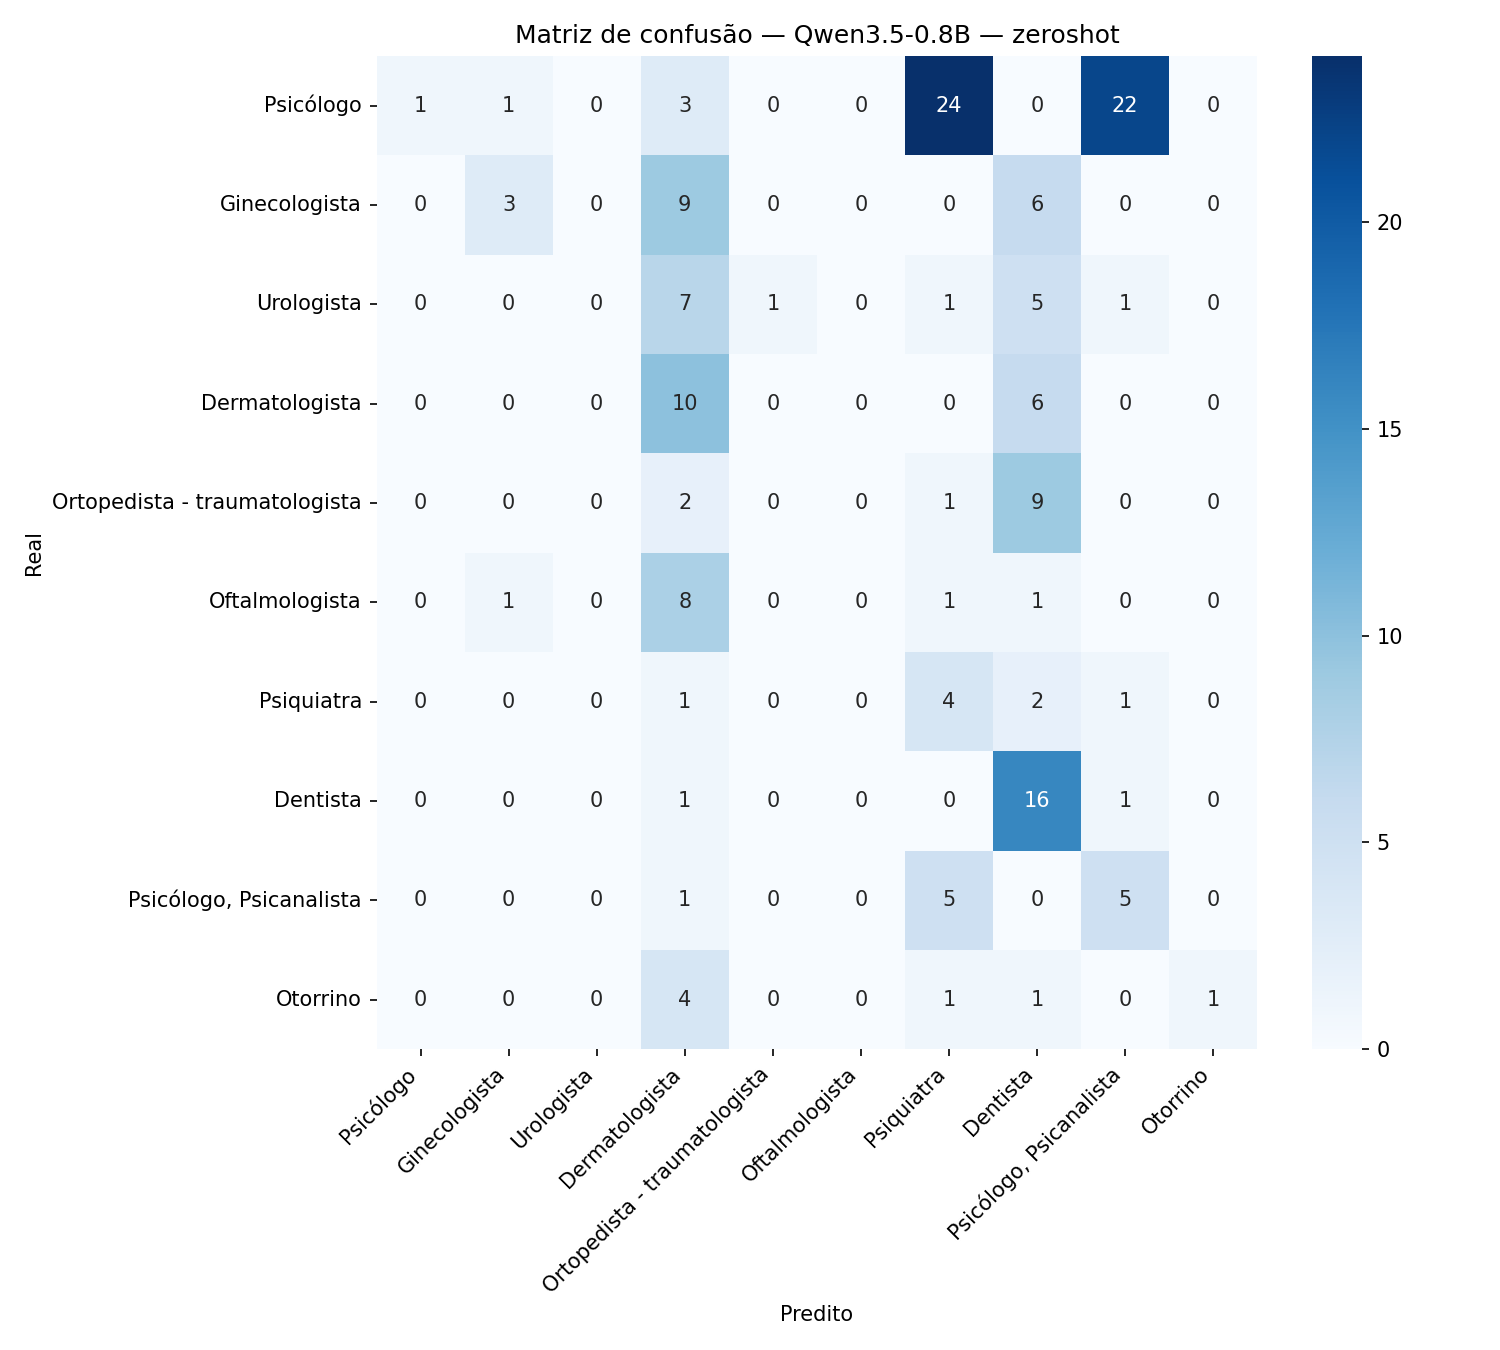 Matriz de confusão — Qwen3.5-0.8B — zeroshot
Real
Psicólogo 1 1 0 3 0 0 24 0 22 0
Ginecologista 0 3 0 9 0 0 0 6 0 0
Urologista 0 0 0 7 1 0 1 5 1 0
Dermatologista 0 0 0 10 0 0 0 6 0 0
Ortopedista - traumatologista 0 0 0 2 0 0 1 9 0 0
Oftalmologista 0 1 0 8 0 0 1 1 0 0
Psiquiatra 0 0 0 1 0 0 4 2 1 0
Dentista 0 0 0 1 0 0 0 16 1 0
Psicólogo, Psicanalista 0 0 0 1 0 0 5 0 5 0
Otorrino 0 0 0 4 0 0 1 1 0 1
Psicólogo
Ginecologista
Urologista
Dermatologista
Ortopedista - traumatologista
Oftalmologista
Psiquiatra
Dentista
Psicólogo, Psicanalista
Otorrino
Predito
20
15
10
5
0